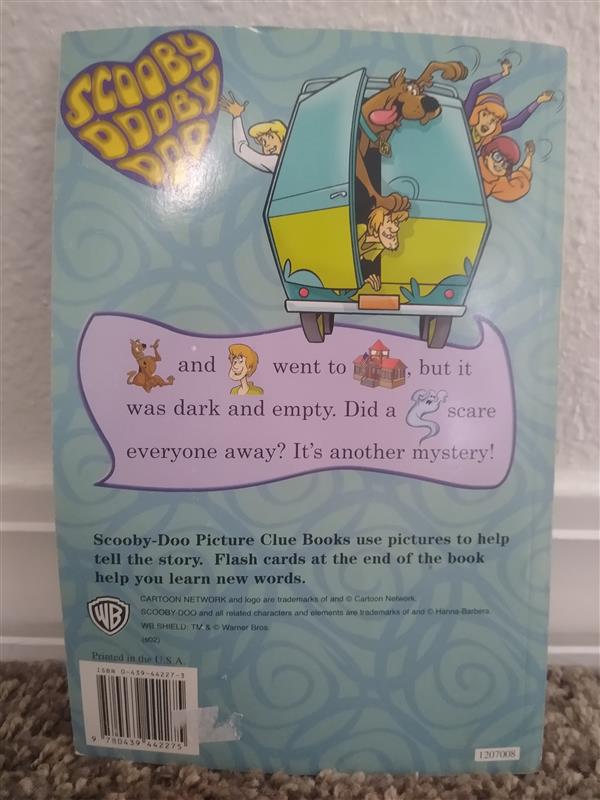 SCOOBY
DOOBY
DOO
and went to , but it
was dark and empty. Did a scare
everyone away? It's another mystery!
Scooby-Doo Picture Clue Books use pictures to help
tell the story. Flash cards at the end of the book
help you learn new words.
CARTOON NETWORK and logo are trademarks of and © Cartoon Network.
SCOOBY-DOO and all related characters and elements are trademarks of and © Hanna-Barbera.
WB SHIELD: TM & © Warner Bros.
(s02)
WB
Printed in the U.S.A.
ISBN 0-439-44227-3
9 780439 442275
1207008